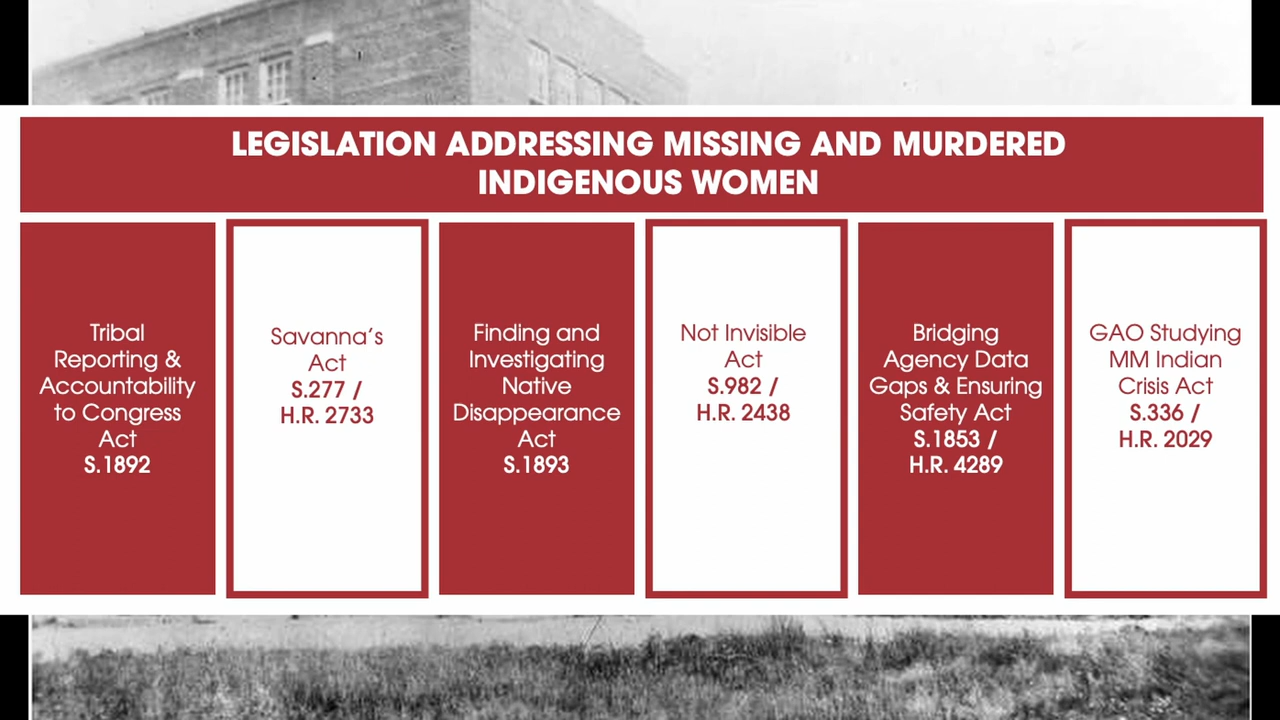 LEGISLATION ADDRESSING MISSING AND MURDERED
INDIGENOUS WOMEN
Tribal
Reporting &
Accountability
to Congress
Act
S.1892
Savanna’s
Act
S.277 /
H.R. 2733
Finding and
Investigating
Native
Disappearance
Act
S.1893
Not Invisible
Act
S.982 /
H.R. 2438
Bridging
Agency Data
Gaps & Ensuring
Safety Act
S.1853 /
H.R. 4289
GAO Studying
MM Indian
Crisis Act
S.336 /
H.R. 2029